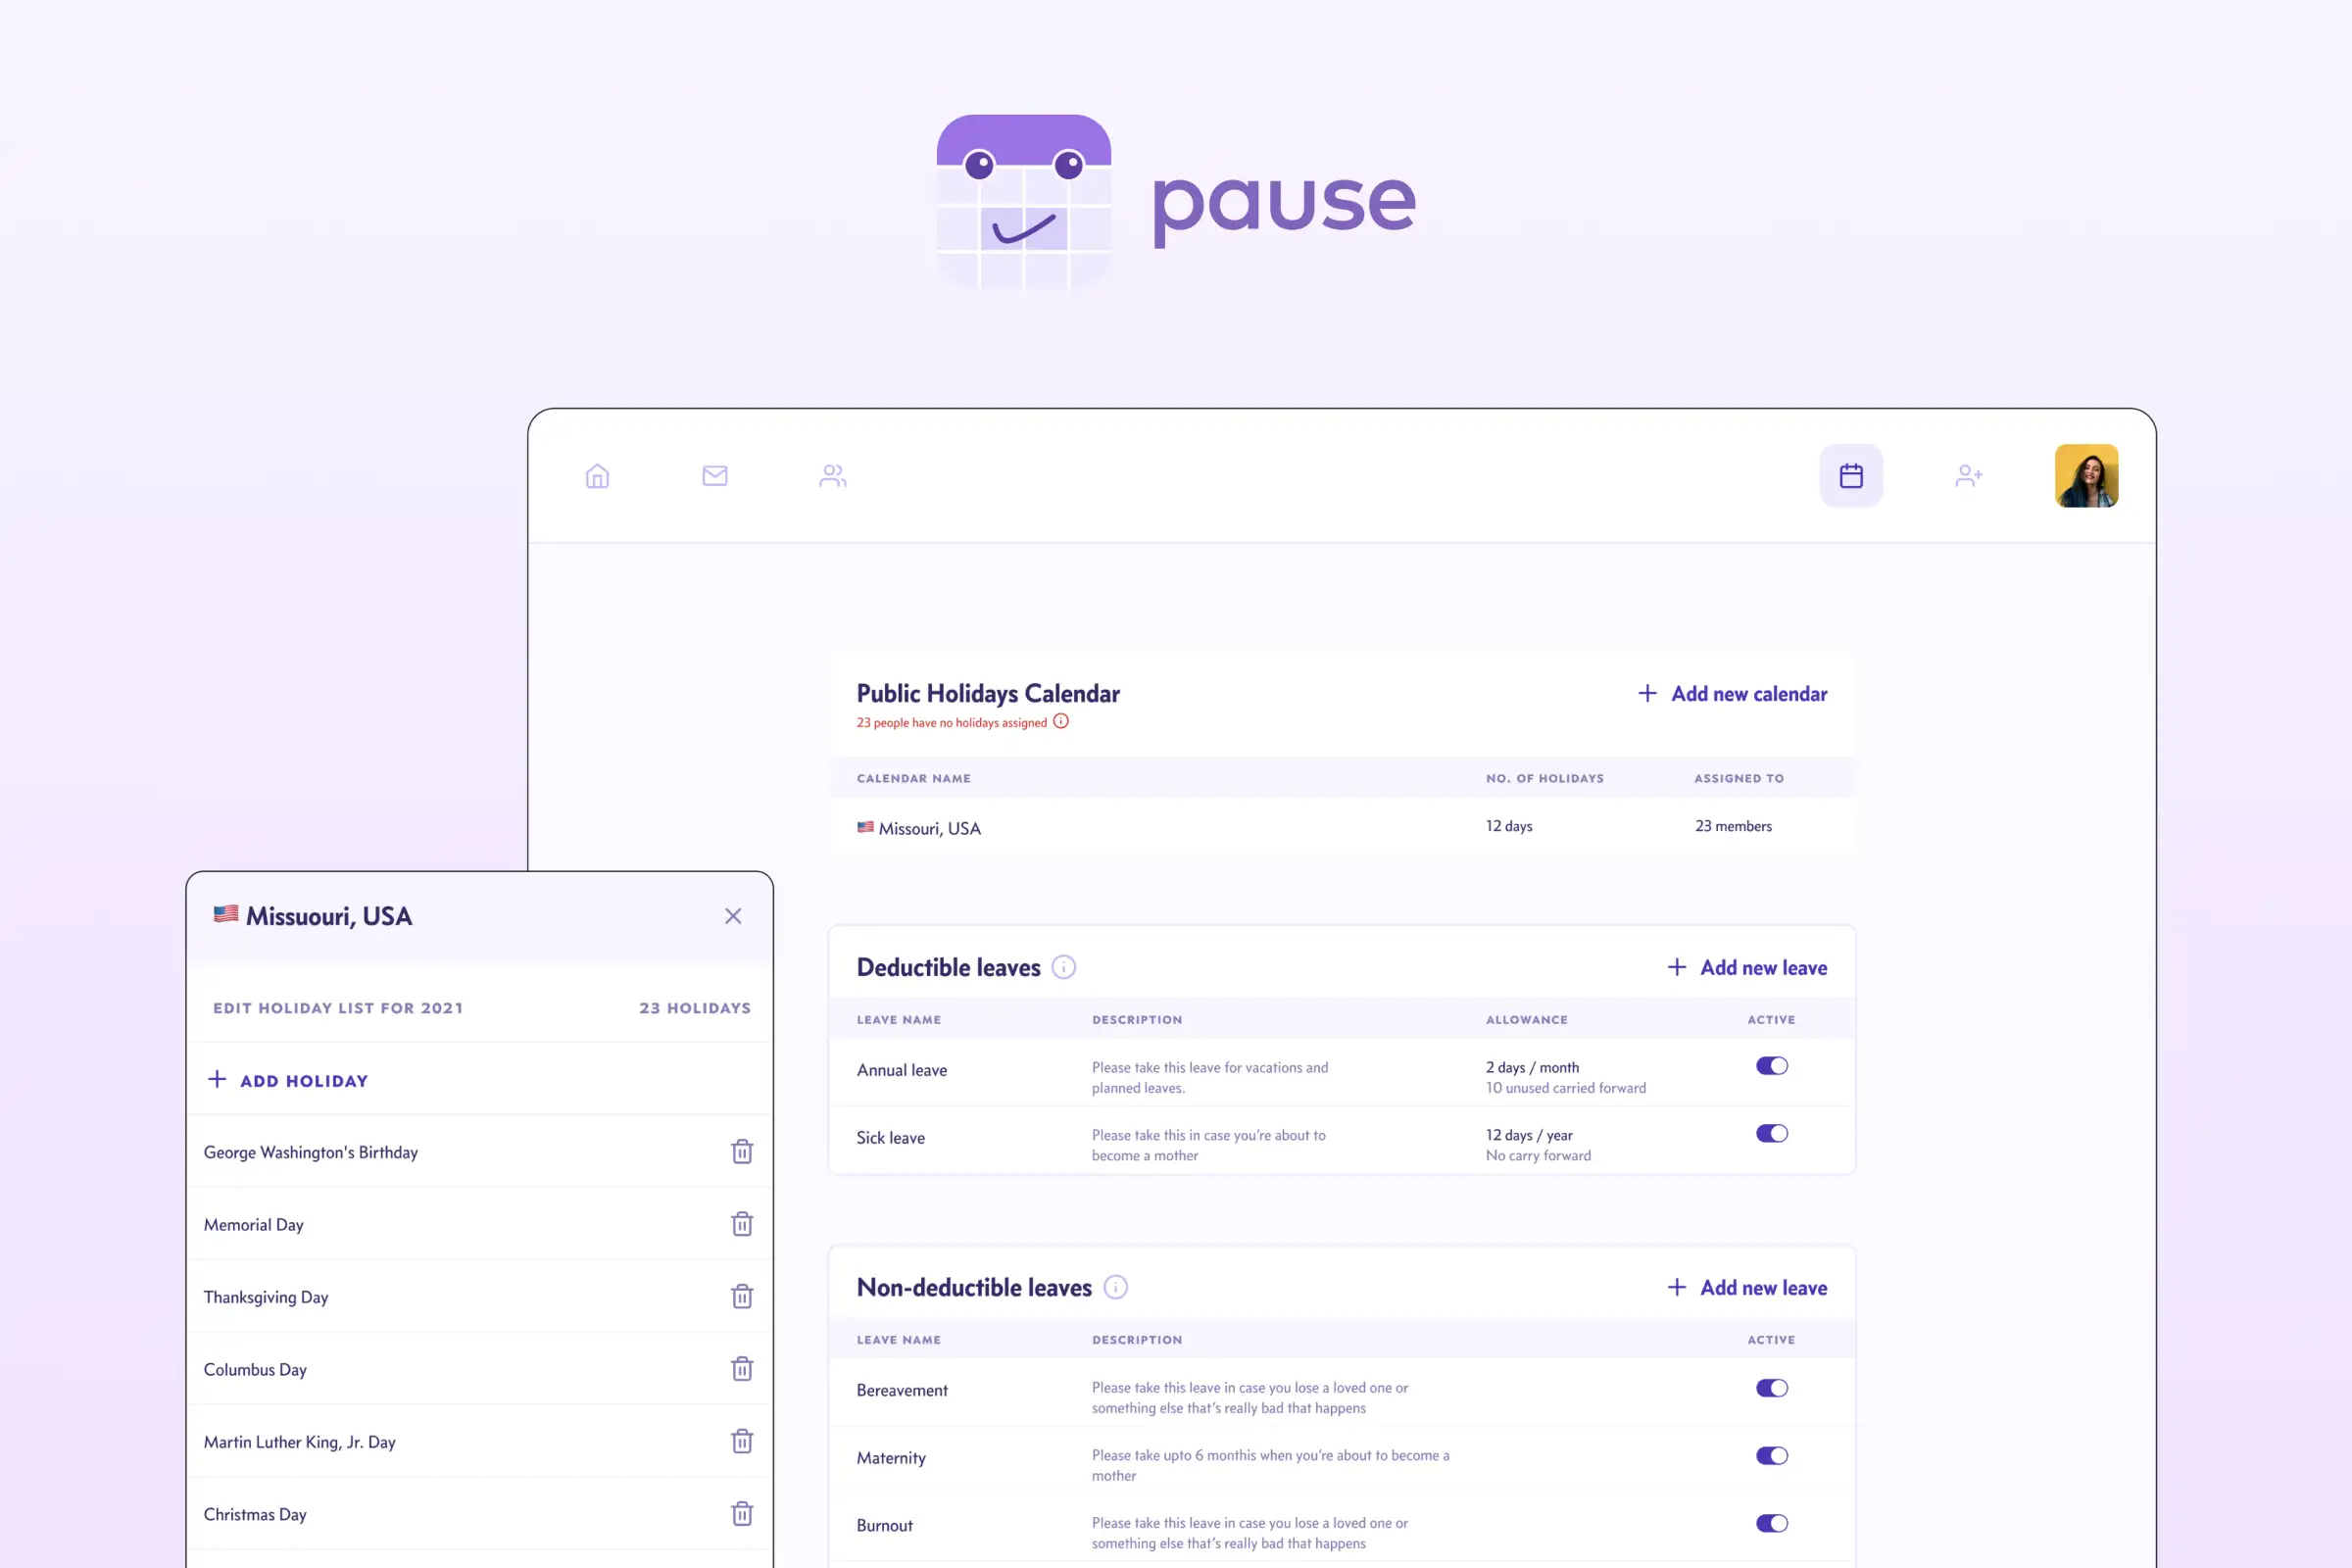 pause
Public Holidays Calendar
+ Add new calendar
23 people have no holidays assigned
CALENDAR NAME
NO. OF HOLIDAYS
ASSIGNED TO
Missouri, USA
12 days
23 members
Missuouri, USA
EDIT HOLIDAY LIST FOR 2021
23 HOLIDAYS
+ ADD HOLIDAY
George Washington's Birthday
Memorial Day
Thanksgiving Day
Columbus Day
Martin Luther King, Jr. Day
Christmas Day
Deductible leaves
+ Add new leave
LEAVE NAME
DESCRIPTION
ALLOWANCE
ACTIVE
Annual leave
Please take this leave for vacations and
planned leaves.
2 days / month
10 unused carried forward
Sick leave
Please take this in case you're about to
become a mother
12 days / year
No carry forward
Non-deductible leaves
+ Add new leave
LEAVE NAME
DESCRIPTION
ACTIVE
Bereavement
Please take this leave in case you lose a loved one or
something else that's really bad that happens
Maternity
Please take upto 6 monthis when you're about to become a
mother
Burnout
Please take this leave in case you lose a loved one or
something else that's really bad that happens